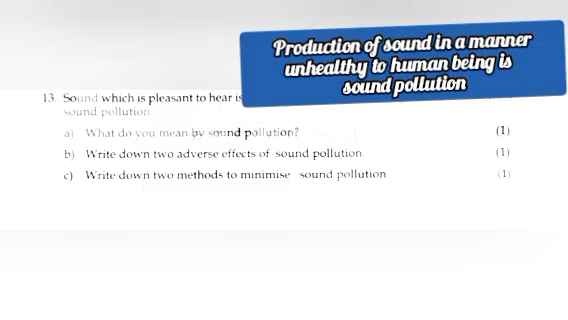 Production of sound in a manner
unhealthy to human being is
sound pollution
13. Sound which is pleasant to hear is
sound pollution.
a) What do you mean by sound pollution? (1)
b) Write down two adverse effects of sound pollution. (1)
c) Write down two methods to minimise sound pollution. (1)